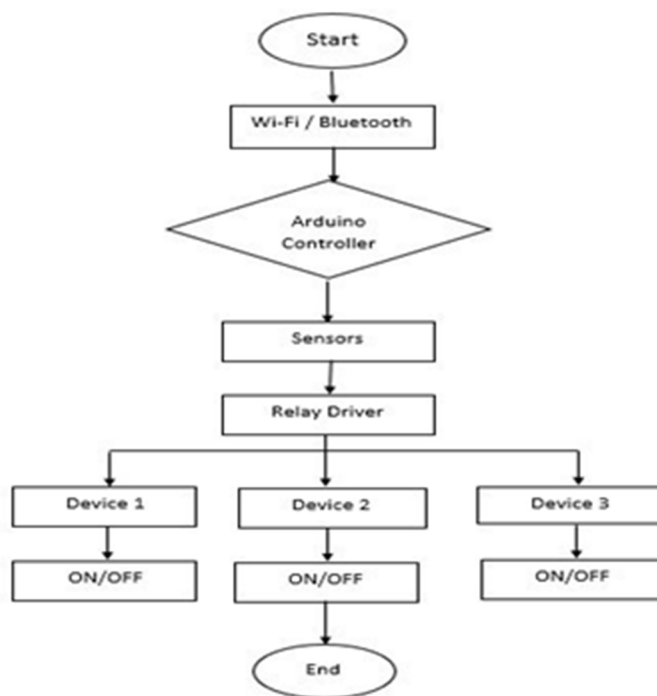 Start
Wi-Fi / Bluetooth
Arduino
Controller
Sensors
Relay Driver
Device 1
Device 2
Device 3
ON/OFF
ON/OFF
ON/OFF
End